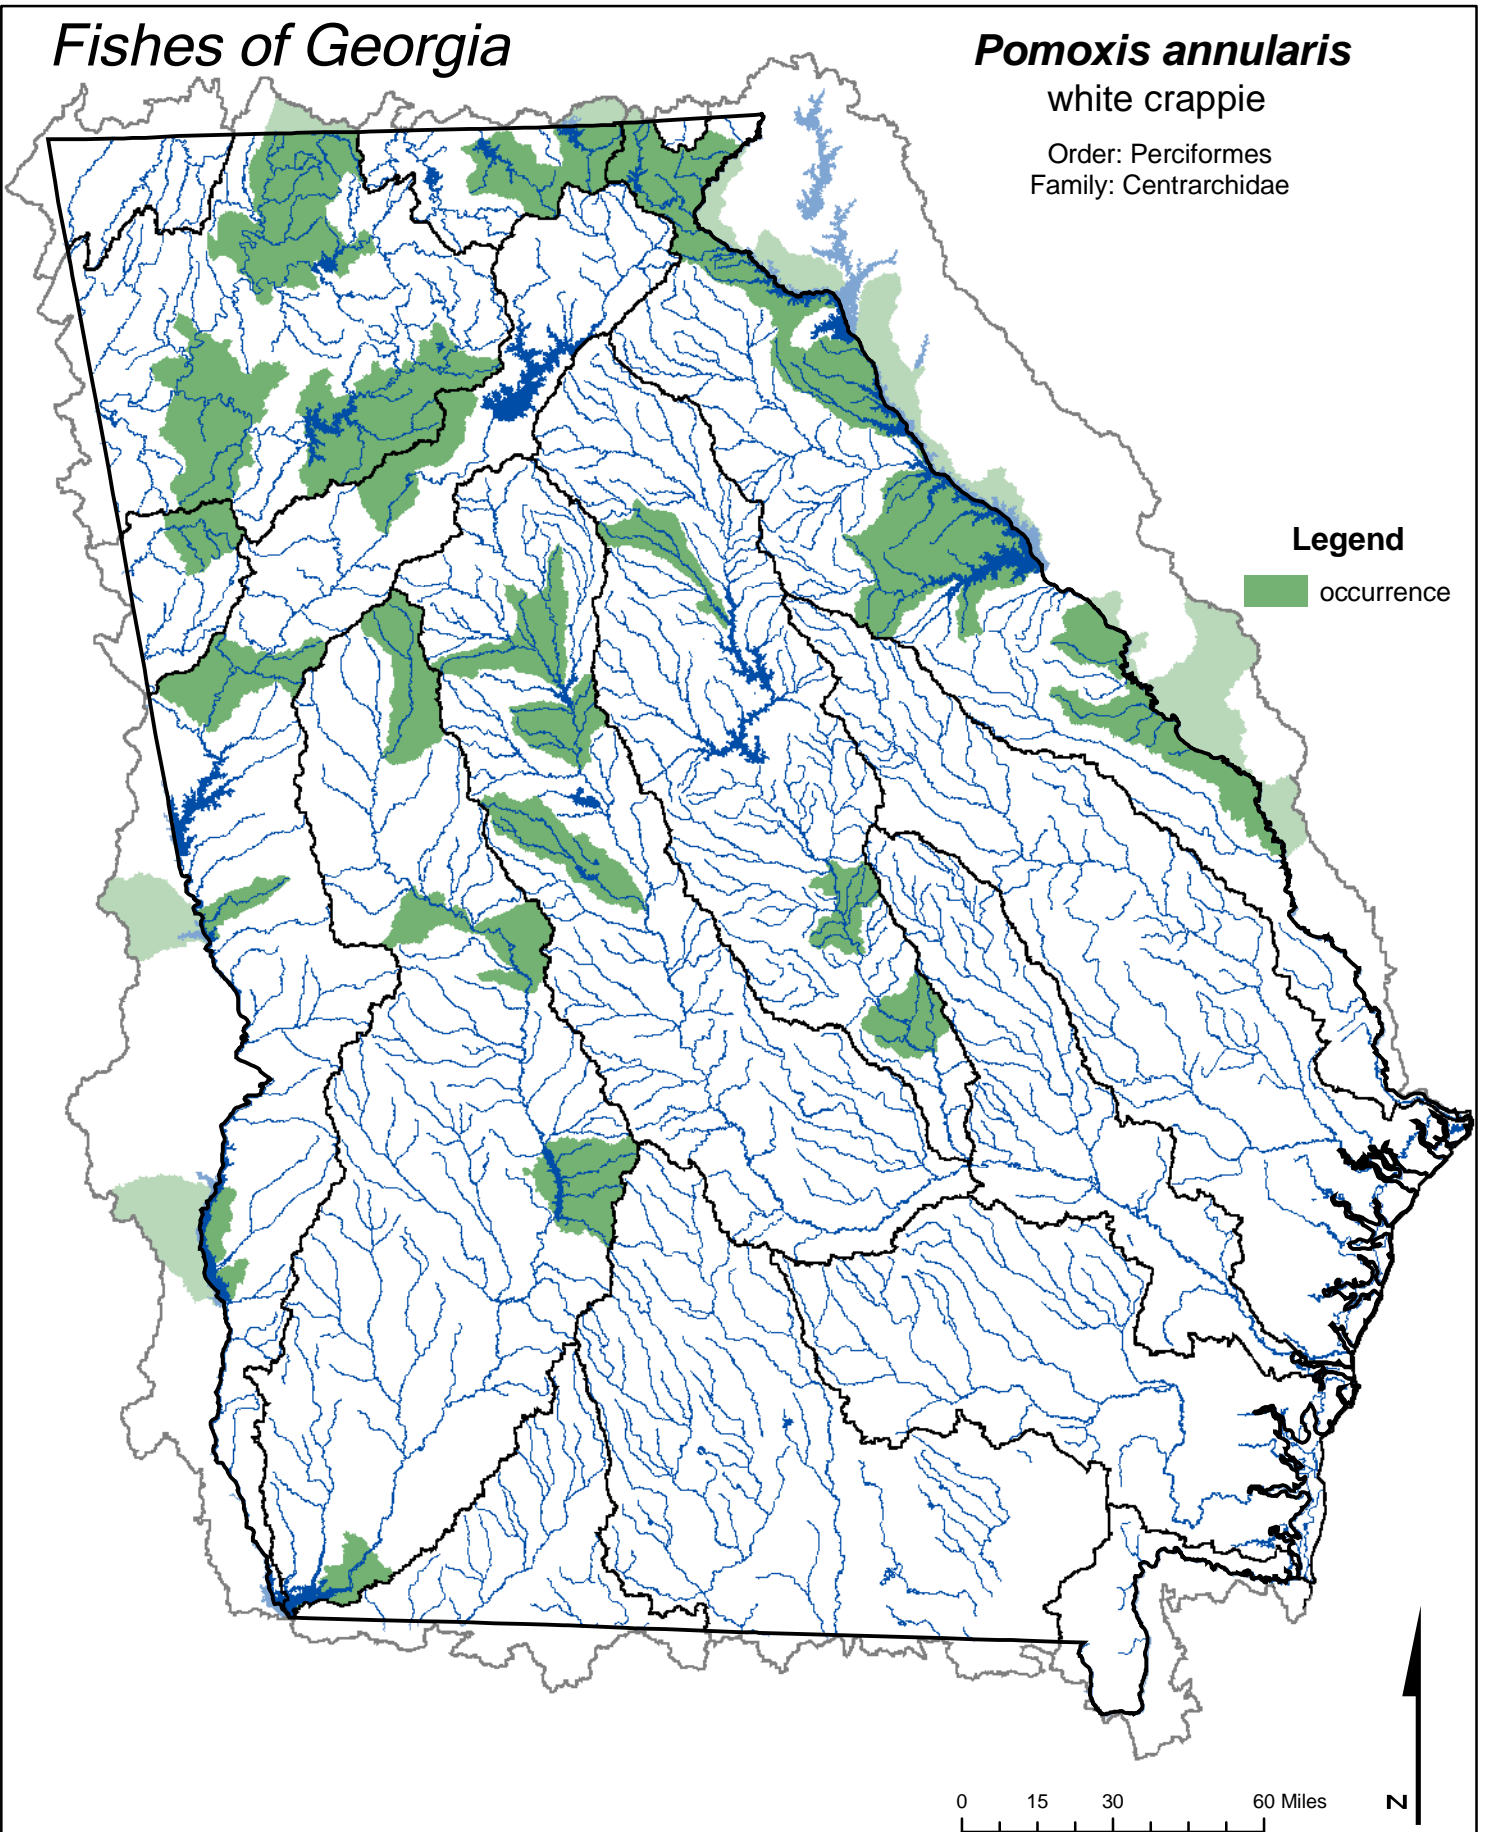 Fishes of Georgia
Pomoxis annularis
white crappie
Order: Perciformes
Family: Centrarchidae
Legend
occurrence
0 15 30 60 Miles
N